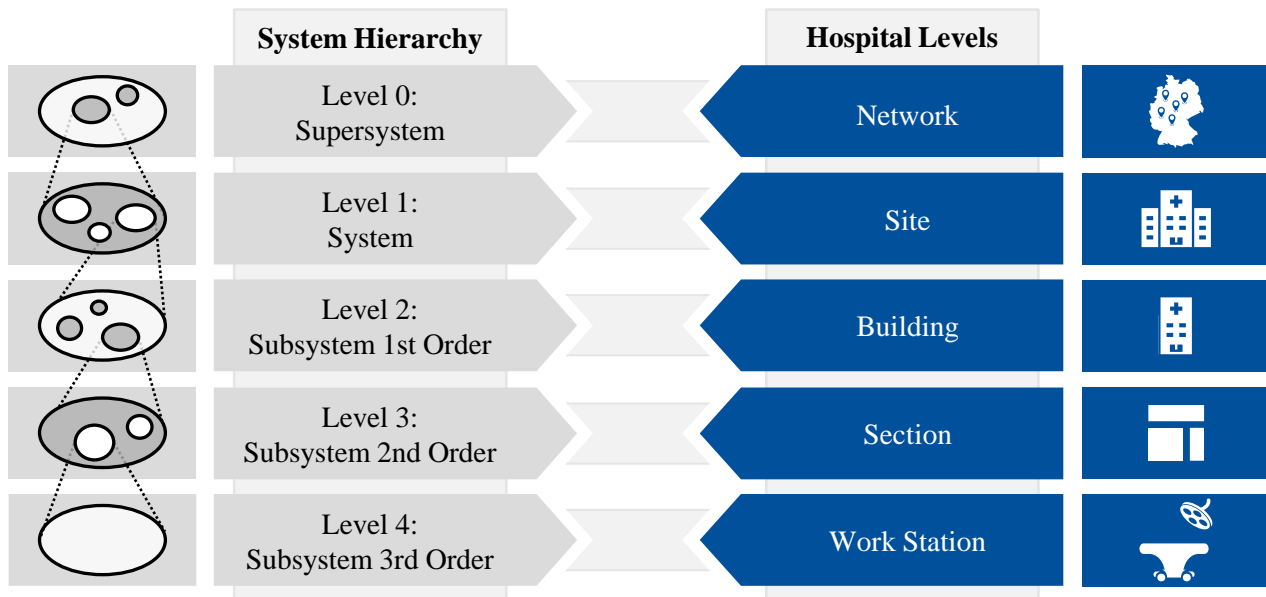 System Hierarchy
Hospital Levels
Level 0:
Supersystem
Network
Level 1:
System
Site
Level 2:
Subsystem 1st Order
Building
Level 3:
Subsystem 2nd Order
Section
Level 4:
Subsystem 3rd Order
Work Station